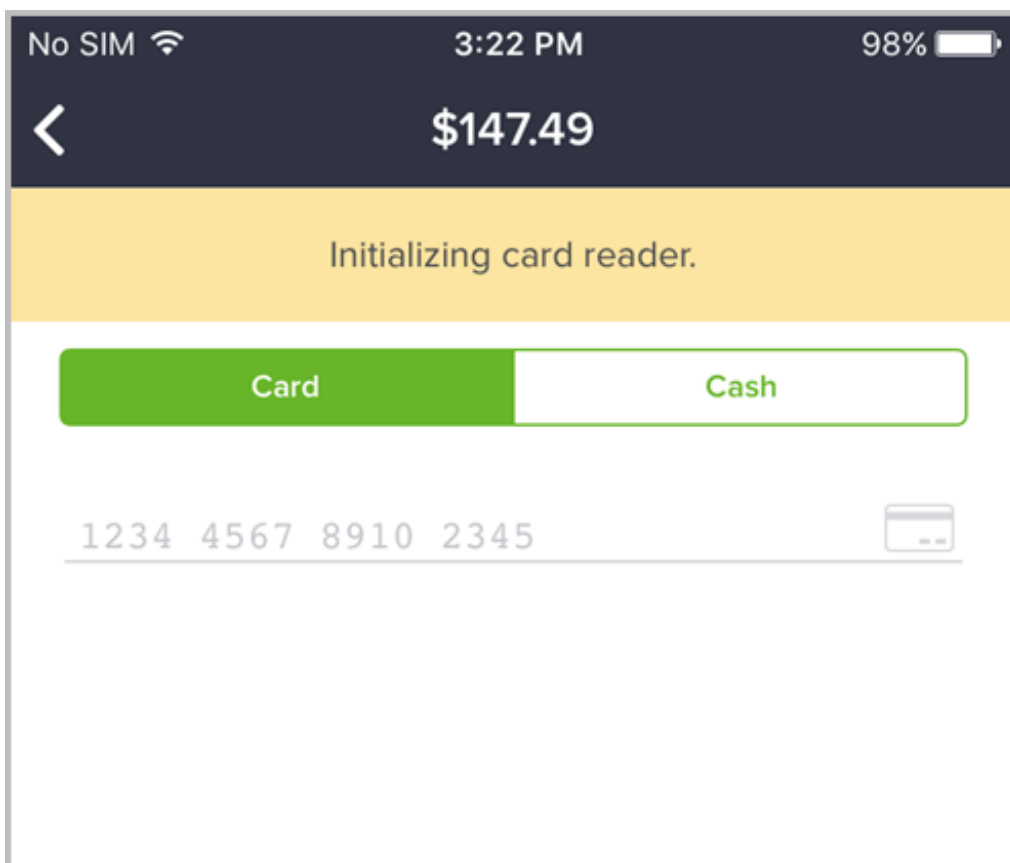 No SIM 3:22 PM 98%
$147.49
Initializing card reader.
Card Cash
1234 4567 8910 2345